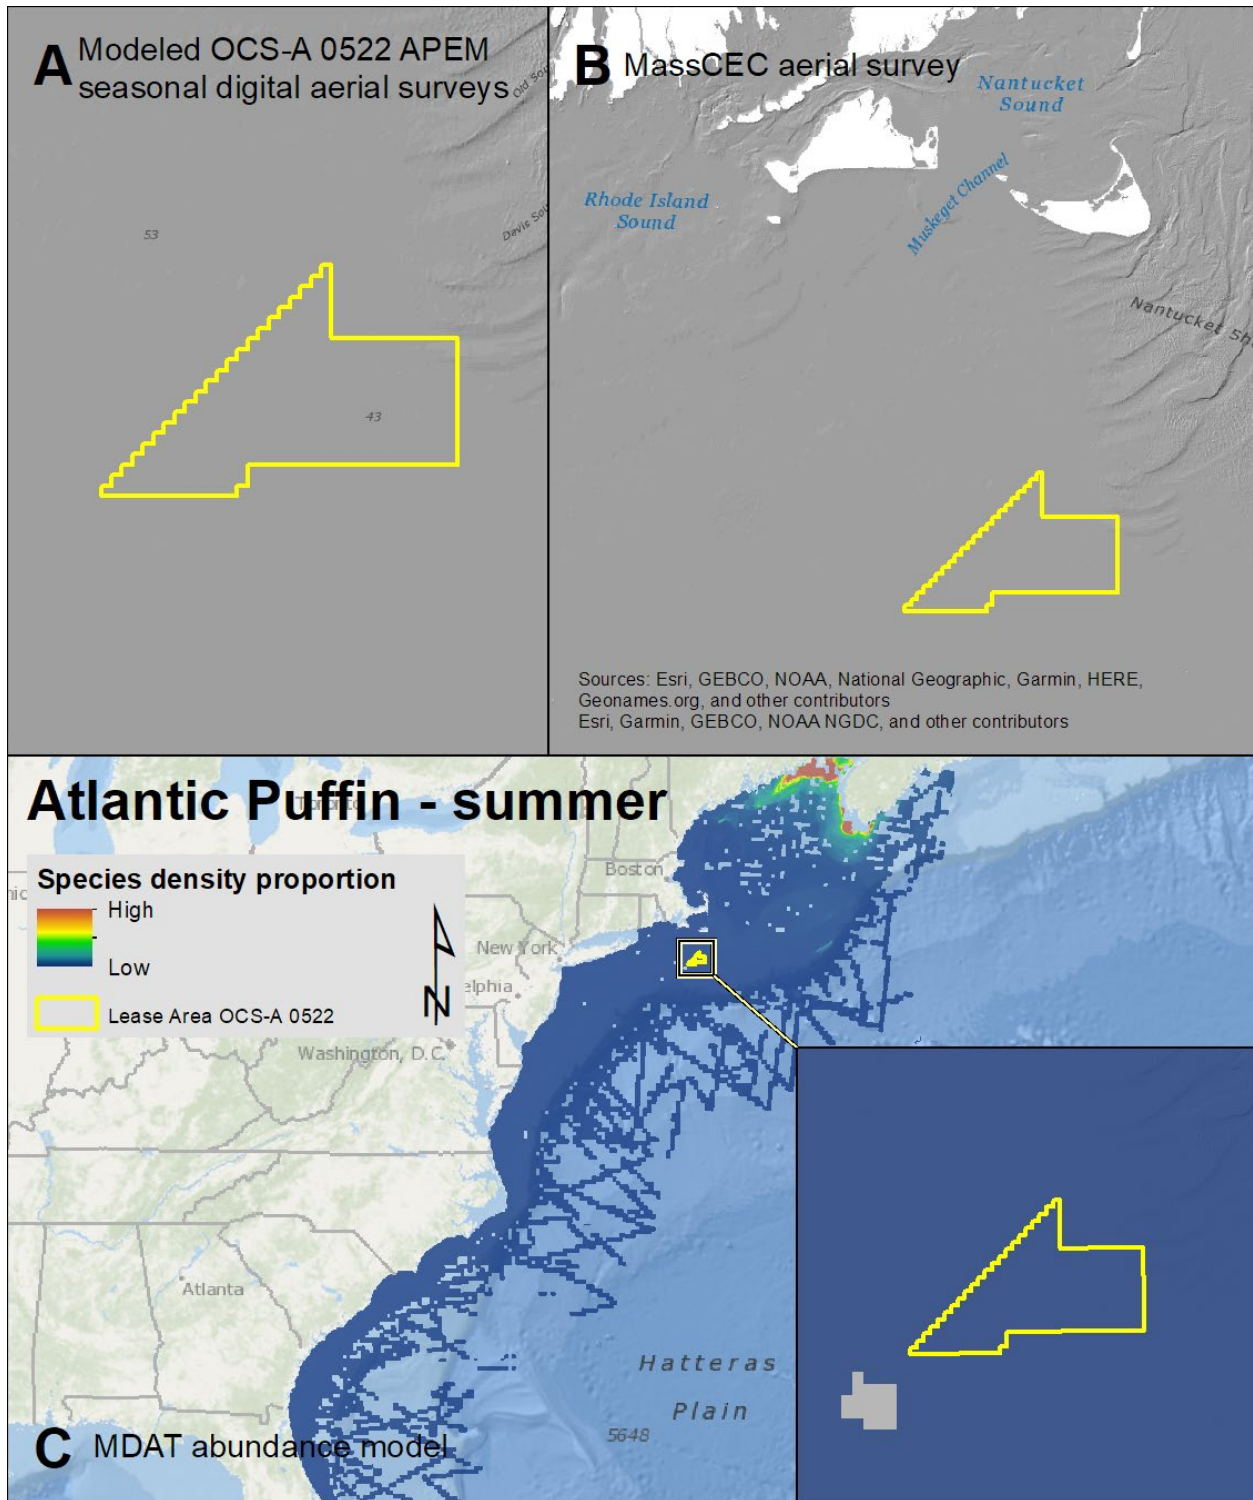 A Modeled OCS-A 0522 APEM
seasonal digital aerial surveys
53
43
B MassCEC aerial survey
Nantucket
Sound
Rhode Island
Sound
Muskeget Channel
Nantucket
Sources: Esri, GEBCO, NOAA, National Geographic, Garmin, HERE,
Geonames.org, and other contributors
Esri, Garmin, GEBCO, NOAA NGDC, and other contributors
Atlantic Puffin - summer
Toronto
Species density proportion
High
Low
Lease Area OCS-A 0522
N
Boston
New York
elphia
Washington, D.C.
Atlanta
Hatteras
Plain
5648
C MDAT abundance model